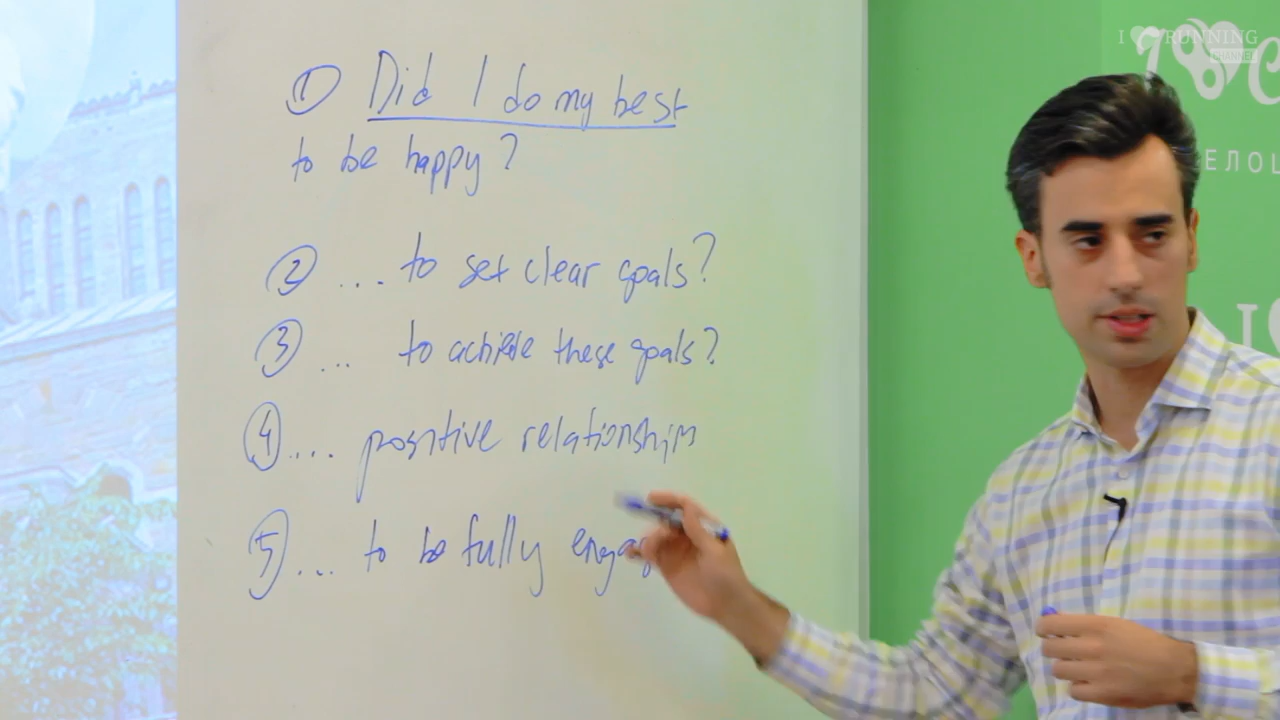 ① Did I do my best
to be happy?
② ... to set clear goals?
③ ... to achieve these goals?
④ .... positive relationships
⑤ ... to be fully
I RUNNING
CHANNEL
I C
ЕЛОЦ
I